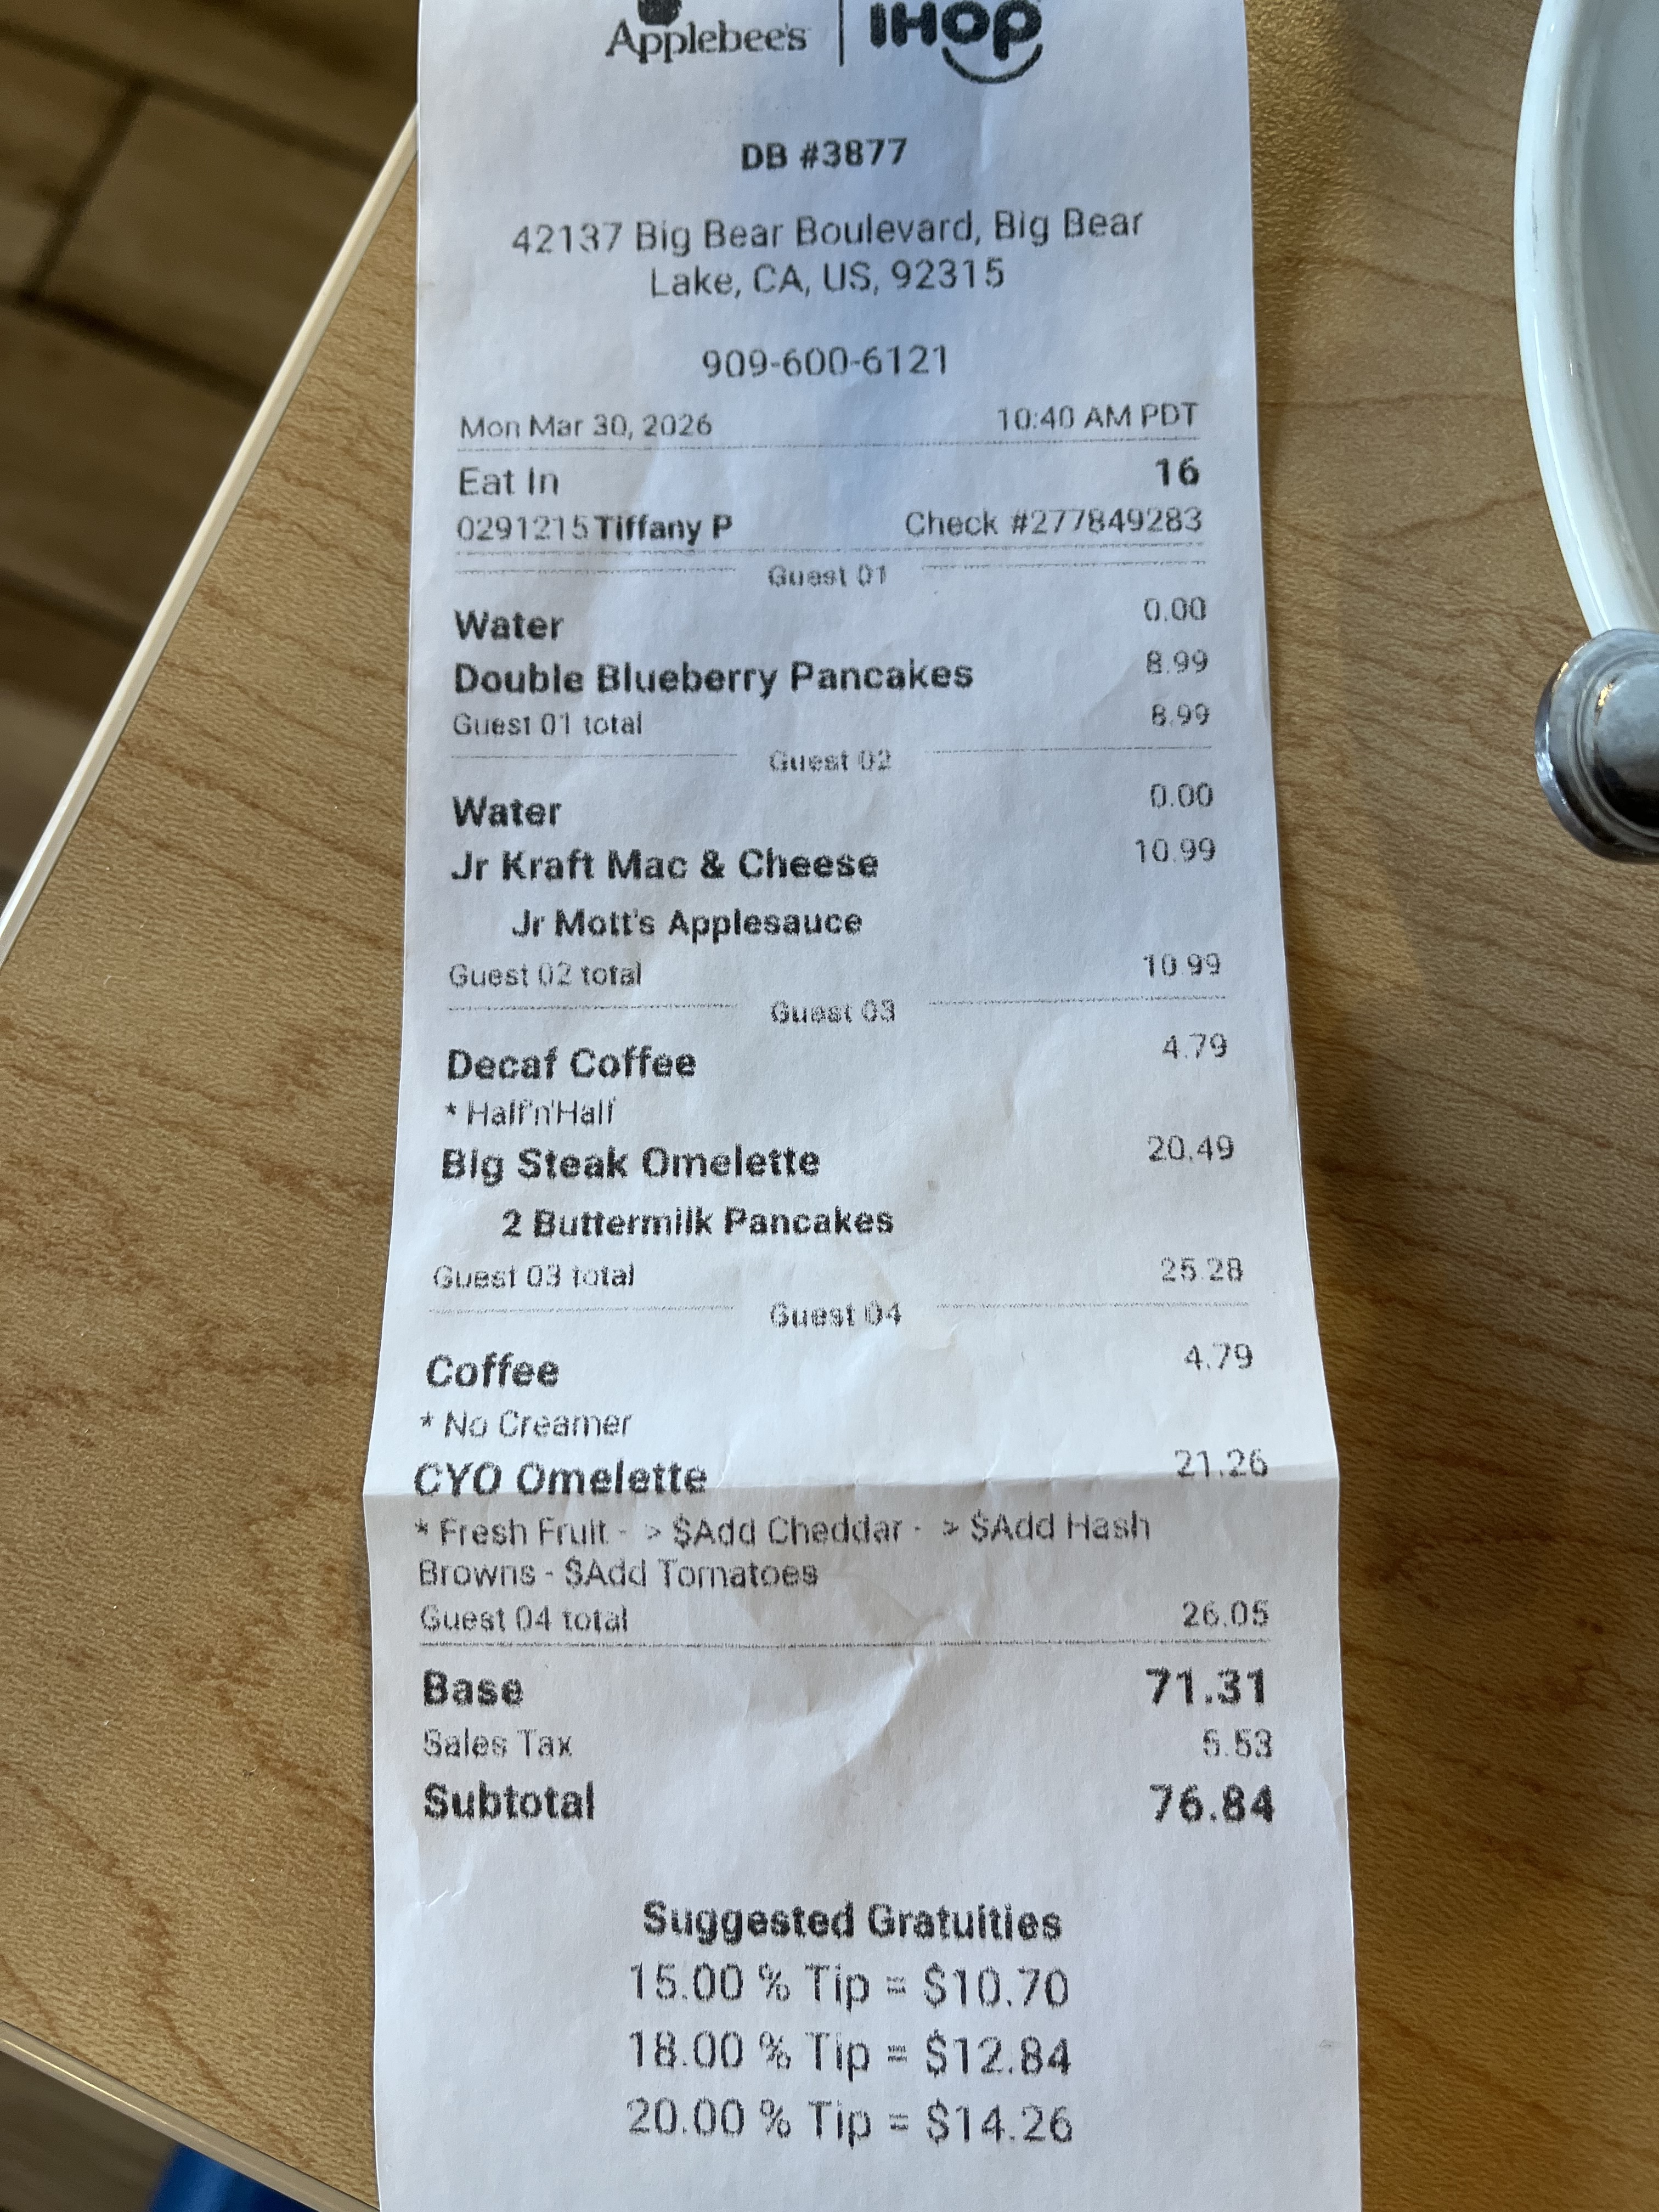 Applebee's | IHOP
DB #3877
42137 Big Bear Boulevard, Big Bear
Lake, CA, US, 92315
909-600-6121
Mon Mar 30, 2026 10:40 AM PDT
Eat In 16
0291215 Tiffany P Check #277849283
Guest 01
Water 0.00
Double Blueberry Pancakes 8.99
Guest 01 total 8.99
Guest 02
Water 0.00
Jr Kraft Mac & Cheese 10.99
Jr Mott's Applesauce
Guest 02 total 10.99
Guest 03
Decaf Coffee 4.79
* Half'n'Half
Big Steak Omelette 20.49
2 Buttermilk Pancakes
Guest 03 total 25.28
Guest 04
Coffee 4.79
* No Creamer
CYO Omelette 21.26
* Fresh Fruit - > $Add Cheddar - > $Add Hash
Browns - $Add Tomatoes
Guest 04 total 26.05
Base 71.31
Sales Tax 5.53
Subtotal 76.84
Suggested Gratuities
15.00 % Tip = $10.70
18.00 % Tip = $12.84
20.00 % Tip = $14.26